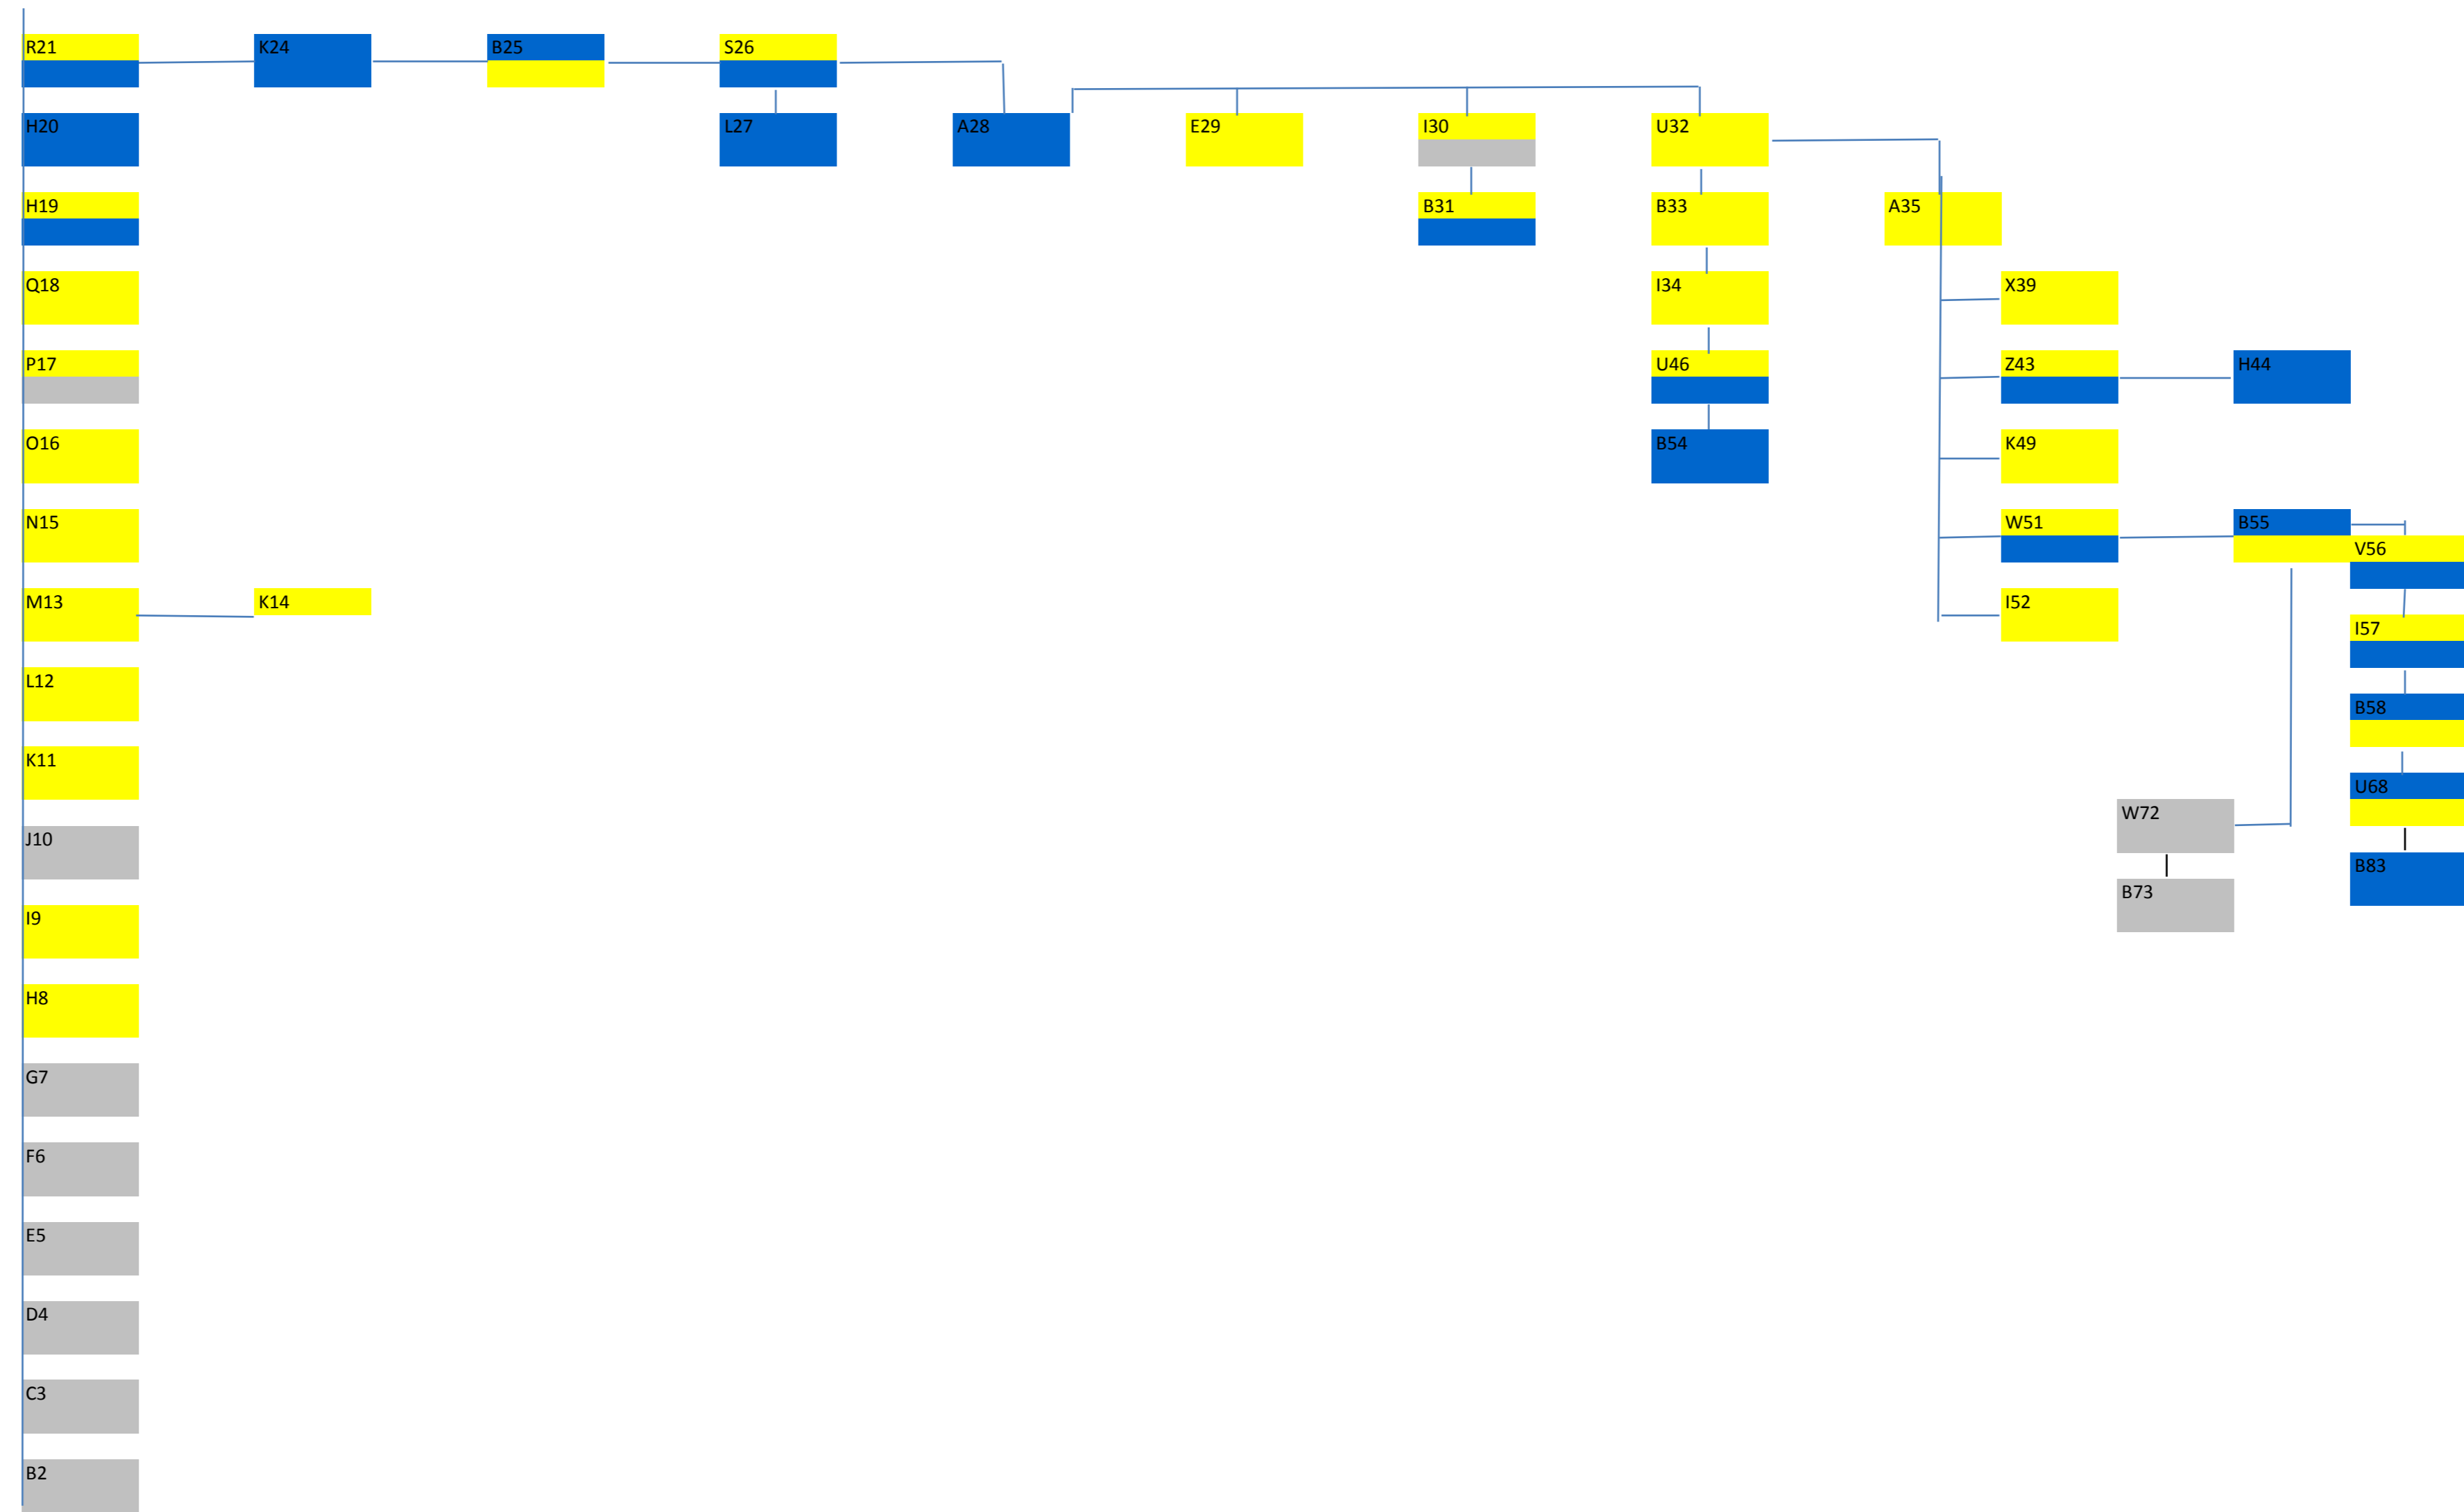 R21
K24
B25
S26
H20
L27
A28
E29
I30
U32
H19
B31
B33
A35
Q18
I34
X39
P17
U46
Z43
H44
O16
B54
K49
N15
W51
B55
V56
M13
K14
I52
I57
L12
B58
K11
U68
W72
J10
B83
B73
I9
H8
G7
F6
E5
D4
C3
B2